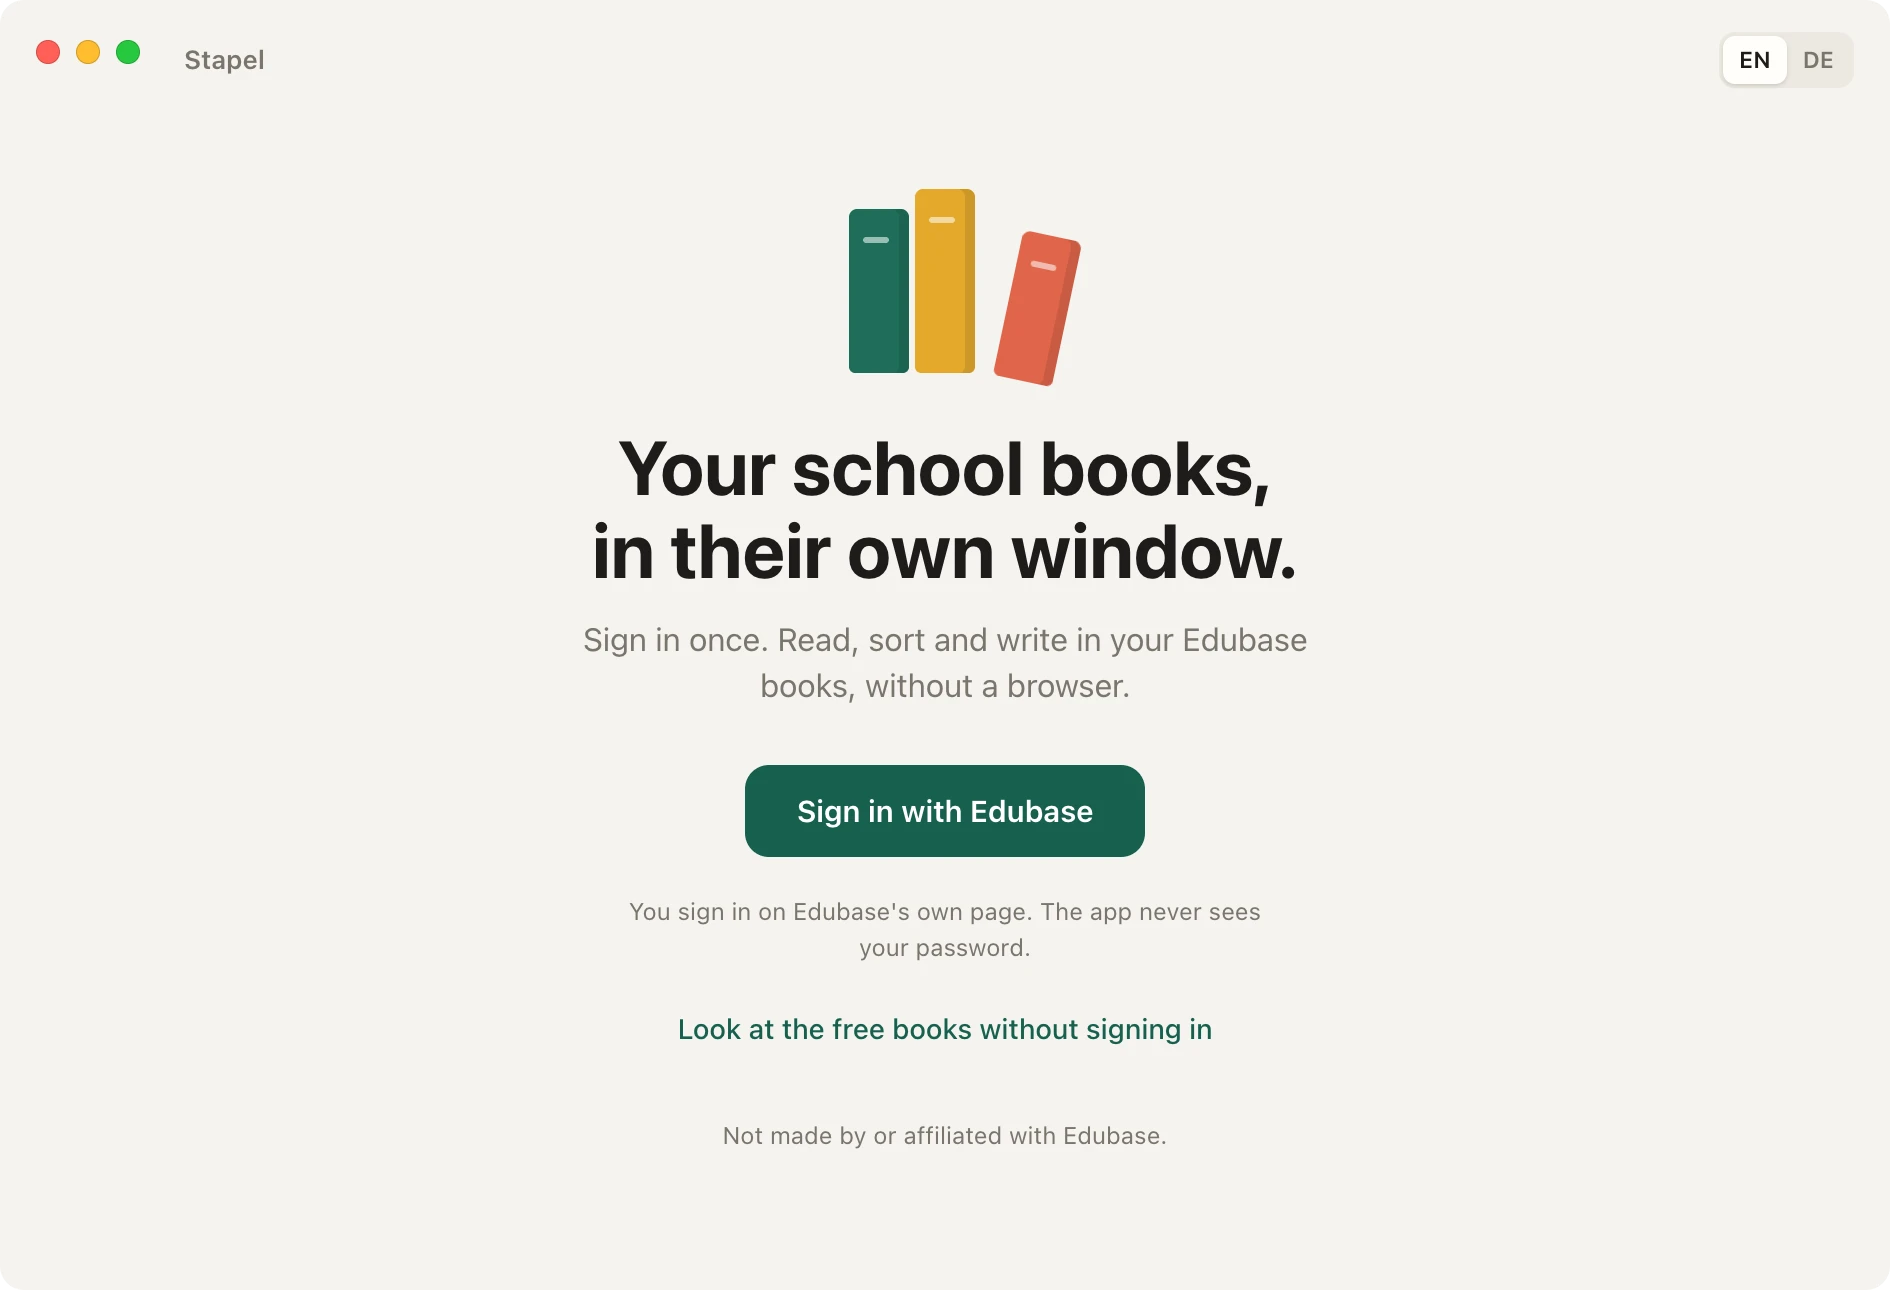 Stapel
EN DE
Your school books,
in their own window.
Sign in once. Read, sort and write in your Edubase
books, without a browser.
Sign in with Edubase
You sign in on Edubase's own page. The app never sees
your password.
Look at the free books without signing in
Not made by or affiliated with Edubase.